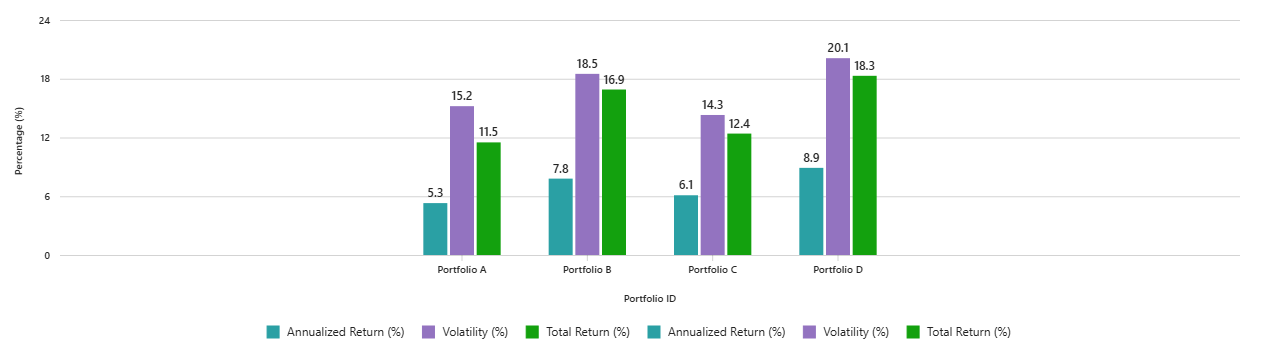 24
18
12
6
0
Percentage (%)
5.3
15.2
11.5
7.8
18.5
16.9
6.1
14.3
12.4
8.9
20.1
18.3
Portfolio A
Portfolio B
Portfolio C
Portfolio D
Portfolio ID
Annualized Return (%) Volatility (%) Total Return (%) Annualized Return (%) Volatility (%) Total Return (%)